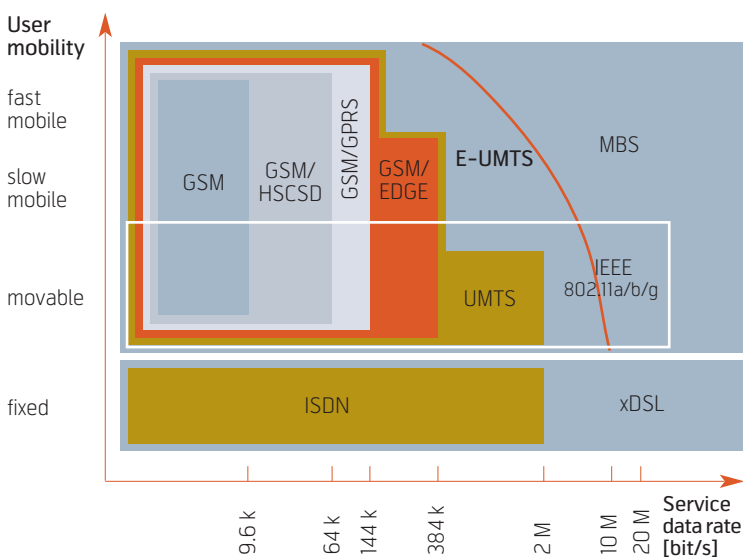 User
mobility
fast
mobile
slow
mobile
movable
fixed
GSM
GSM/
HSCSD
GSM/GPRS
GSM/
EDGE
E-UMTS
MBS
UMTS
IEEE
802.11a/b/g
ISDN
xDSL
9.6 k
64 k
144 k
384 k
2 M
10 M
20 M
Service
data rate
[bit/s]